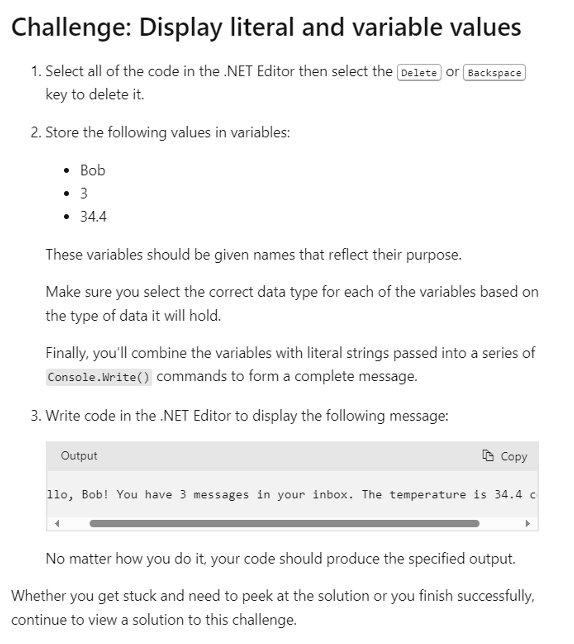 Challenge: Display literal and variable values
1. Select all of the code in the .NET Editor then select the Delete or Backspace
key to delete it.
2. Store the following values in variables:
• Bob
• 3
• 34.4
These variables should be given names that reflect their purpose.
Make sure you select the correct data type for each of the variables based on
the type of data it will hold.
Finally, you'll combine the variables with literal strings passed into a series of
Console.Write() commands to form a complete message.
3. Write code in the .NET Editor to display the following message:
Output Copy
llo, Bob! You have 3 messages in your inbox. The temperature is 34.4 c
No matter how you do it, your code should produce the specified output.
Whether you get stuck and need to peek at the solution or you finish successfully,
continue to view a solution to this challenge.